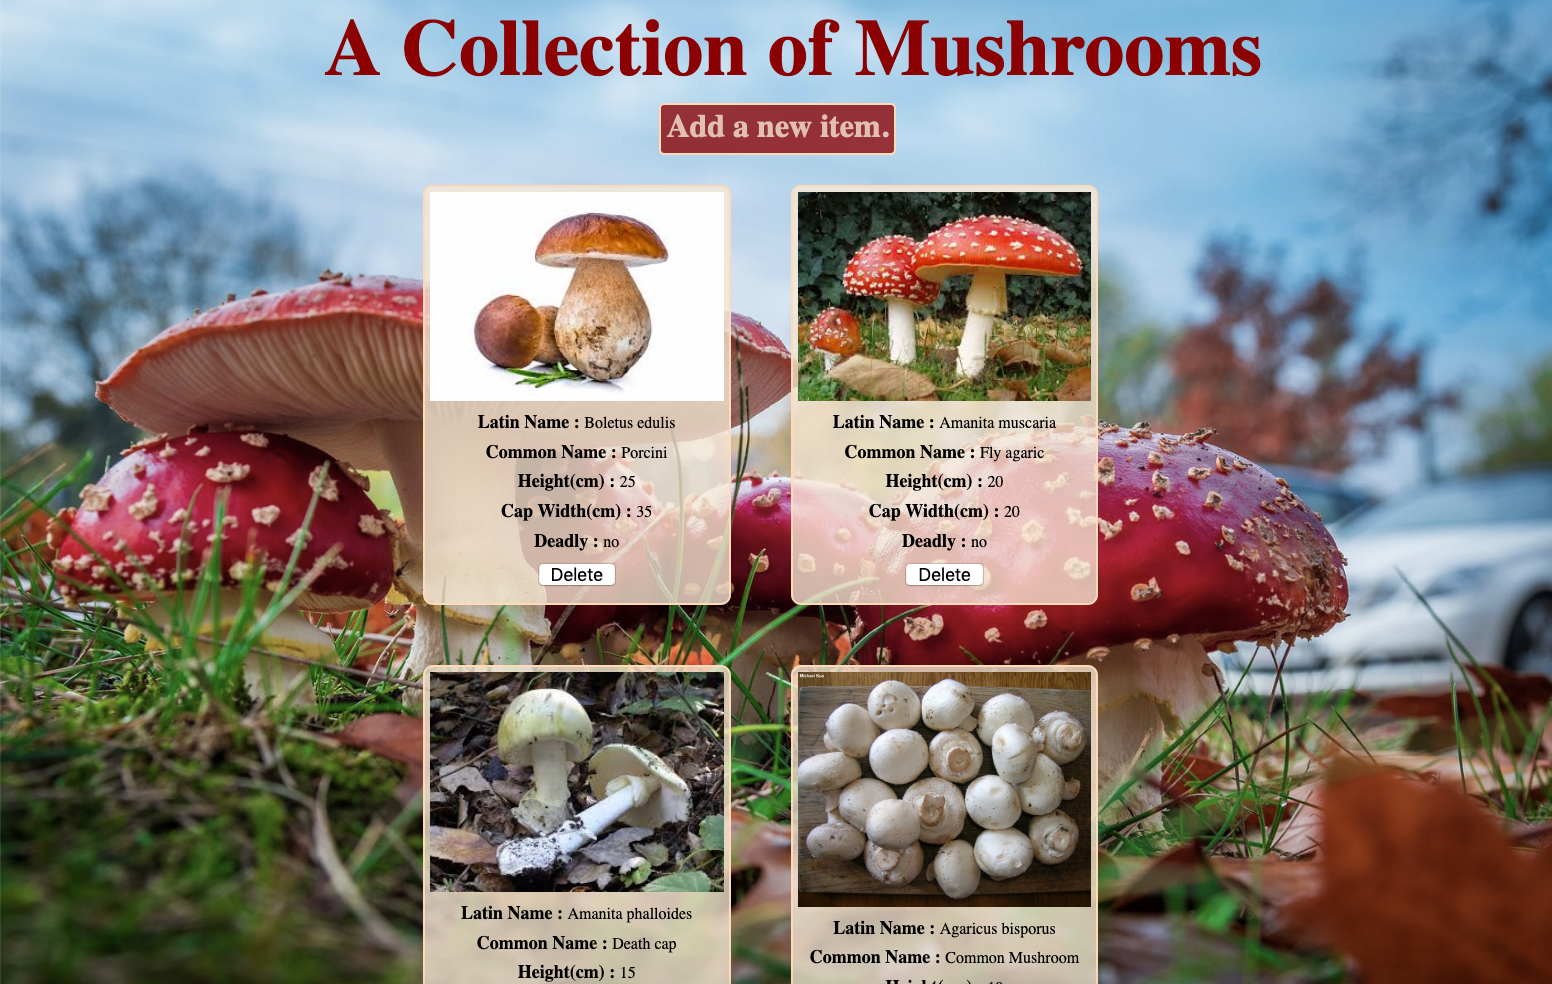 A Collection of Mushrooms
Add a new item.
Latin Name : Boletus edulis
Common Name : Porcini
Height(cm) : 25
Cap Width(cm) : 35
Deadly : no
Delete
Latin Name : Amanita muscaria
Common Name : Fly agaric
Height(cm) : 20
Cap Width(cm) : 20
Deadly : no
Delete
Latin Name : Amanita phalloides
Common Name : Death cap
Height(cm) : 15
Michael Kuo
Latin Name : Agaricus bisporus
Common Name : Common Mushroom